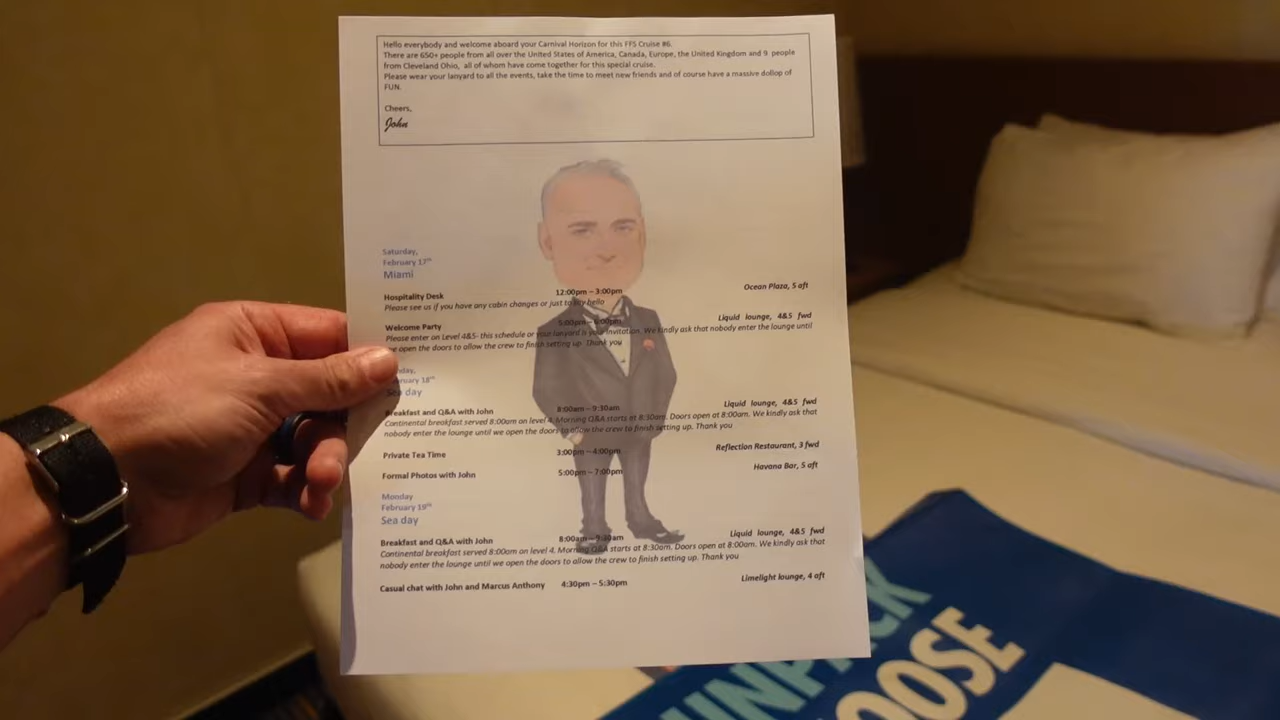 Hello everybody and welcome aboard your Carnival Horizon for this FFS Cruise #6.
There are 650+ people from all over the United States of America, Canada, Europe, the United Kingdom and 9 people
from Cleveland Ohio, all of whom have come together for this special cruise.
Please wear your lanyard to all the events, take the time to meet new friends and of course have a massive dollop of
FUN.
Cheers,
John
Saturday,
February 17th
Miami
Hospitality Desk 12:00pm – 3:00pm Ocean Plaza, 5 aft
Please see us if you have any cabin changes or just to say hello
Welcome Party 5:00pm – 6:00pm Liquid lounge, 4&5 fwd
Please enter on Level 4&5- this schedule or your lanyard is your invitation. We kindly ask that nobody enter the lounge until
we open the doors to allow the crew to finish setting up. Thank you
18th
Sea day
Breakfast and Q&A with John 8:00am – 9:30am Liquid lounge, 4&5 fwd
Continental breakfast served 8:00am on level 4. Morning Q&A starts at 8:30am. Doors open at 8:00am. We kindly ask that
nobody enter the lounge until we open the doors to allow the crew to finish setting up. Thank you
Private Tea Time 3:00pm – 4:00pm Reflection Restaurant, 3 fwd
Formal Photos with John 5:00pm – 7:00pm Havana Bar, 5 aft
Monday
February 19th
Sea day
Breakfast and Q&A with John 8:00am – 9:30am Liquid lounge, 4&5 fwd
Continental breakfast served 8:00am on level 4. Morning Q&A starts at 8:30am. Doors open at 8:00am. We kindly ask that
nobody enter the lounge until we open the doors to allow the crew to finish setting up. Thank you
Casual chat with John and Marcus Anthony 4:30pm – 5:30pm Limelight lounge, 4 aft
UNPACK
OOSE